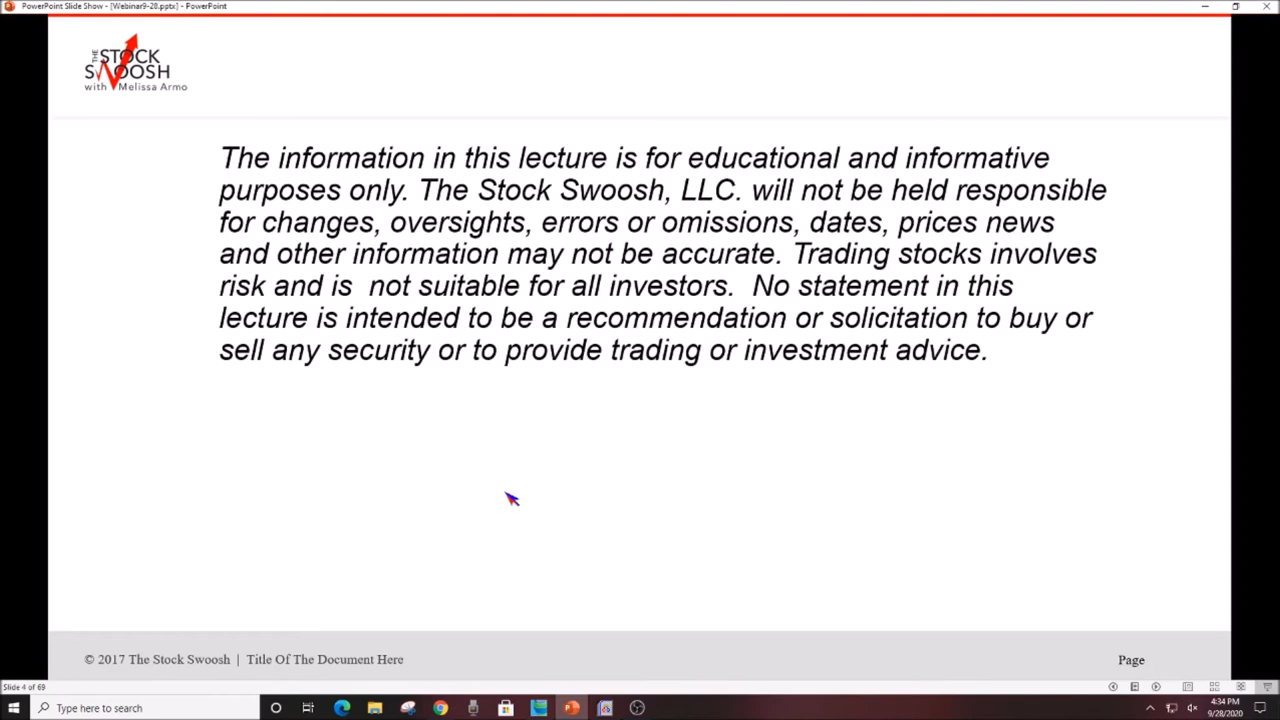 PowerPoint Slide Show - [Webinar9-28.pptx] - PowerPoint
THE STOCK
SWOOSH
with Melissa Armo
The information in this lecture is for educational and informative
purposes only. The Stock Swoosh, LLC. will not be held responsible
for changes, oversights, errors or omissions, dates, prices news
and other information may not be accurate. Trading stocks involves
risk and is  not suitable for all investors.  No statement in this
lecture is intended to be a recommendation or solicitation to buy or
sell any security or to provide trading or investment advice.
© 2017 The Stock Swoosh | Title Of The Document Here
Page
Slide 4 of 69
Type here to search
4:34 PM
9/28/2020